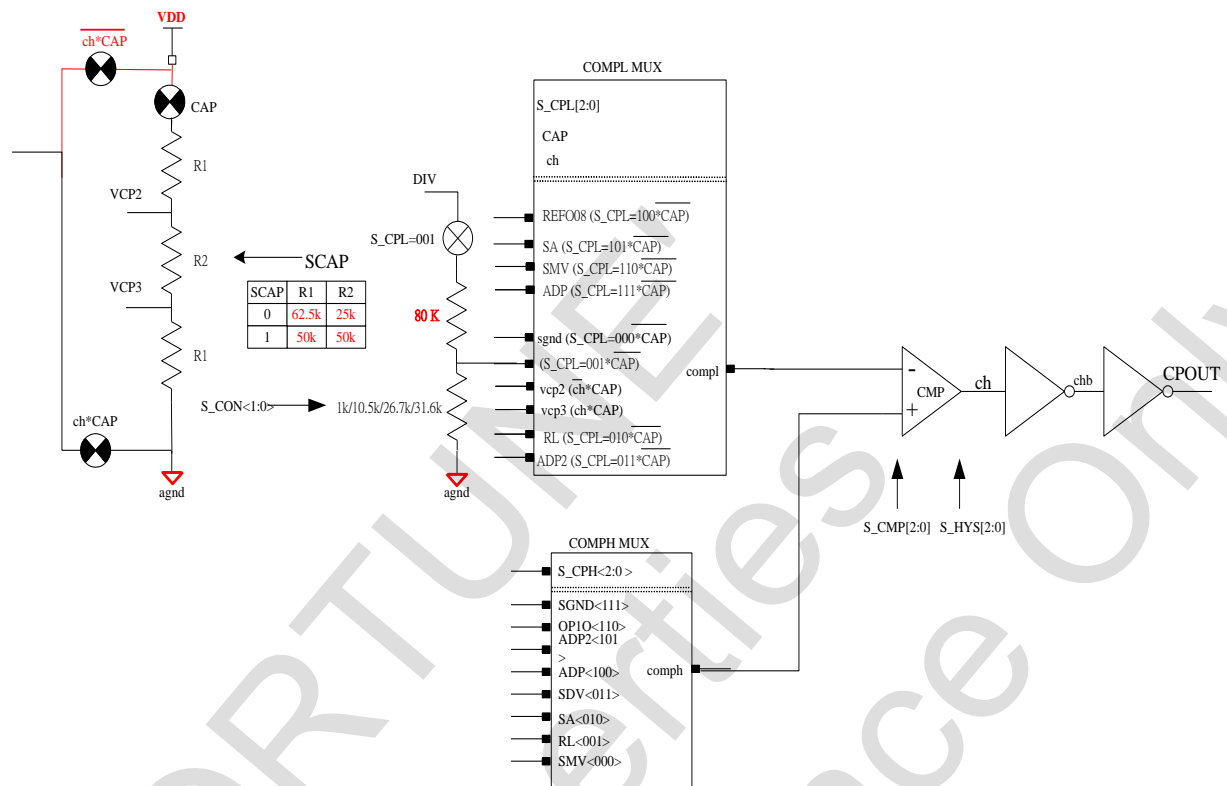 VDD
ch*CAP
CAP
R1
VCP2
R2
VCP3
R1
ch*CAP
agnd
SCAP
SCAP R1 R2
0 62.5k 25k
1 50k 50k
DIV
S_CPL=001
80 K
S_CON<1:0>
1k/10.5k/26.7k/31.6k
agnd
COMPL MUX
S_CPL[2:0]
CAP
ch
REFO08 (S_CPL=100*CAP)
SA (S_CPL=101*CAP)
SMV (S_CPL=110*CAP)
ADP (S_CPL=111*CAP)
sgnd (S_CPL=000*CAP)
(S_CPL=001*CAP)
vcp2 (ch*CAP)
vcp3 (ch*CAP)
RL (S_CPL=010*CAP)
ADP2 (S_CPL=011*CAP)
compl
-
CMP
+
ch
chb
CPOUT
S_CMP[2:0] S_HYS[2:0]
COMPH MUX
S_CPH<2:0 >
SGND<111>
OP1O<110>
ADP2<101
>
ADP<100>
SDV<011>
SA<010>
RL<001>
SMV<000>
comph
ORTUNE'
erties
ce Only